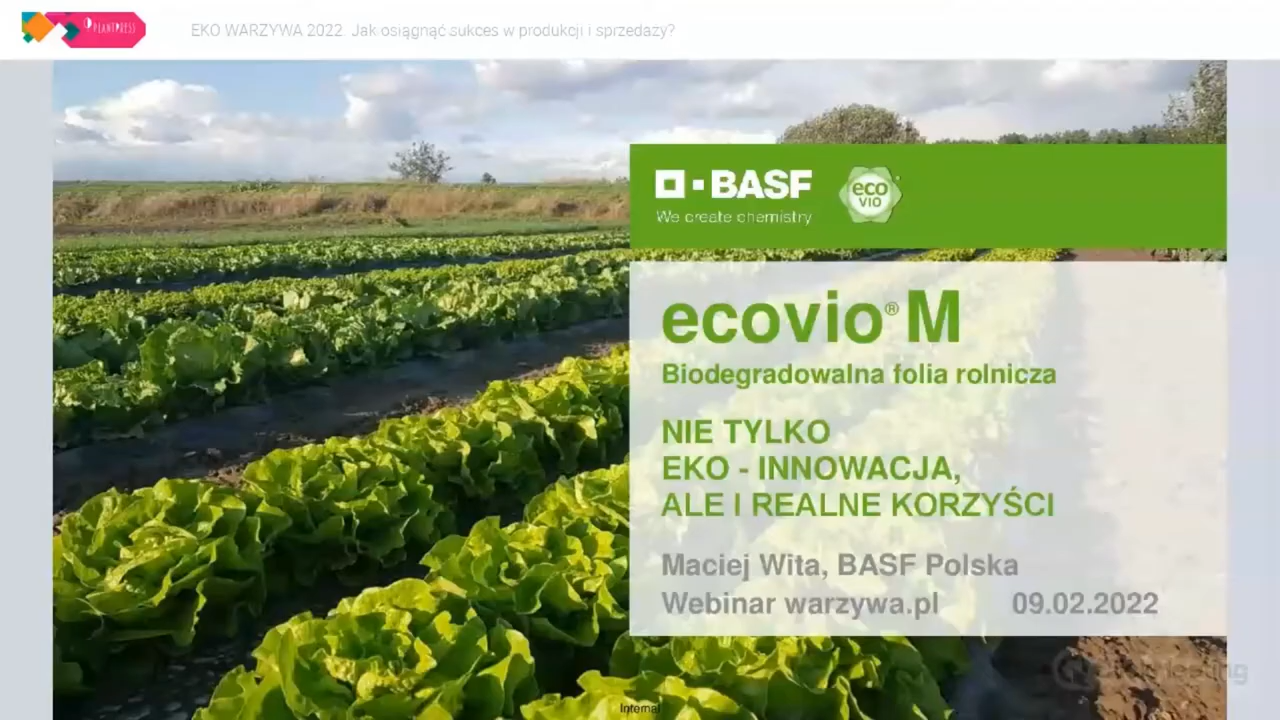 PLANTPRESS
EKO WARZYWA 2022. Jak osiągnąć sukces w produkcji i sprzedaży?
BASF
We create chemistry
eco
vio
ecovio® M
Biodegradowalna folia rolnicza
NIE TYLKO
EKO - INNOWACJA,
ALE I REALNE KORZYŚCI
Maciej Wita, BASF Polska
Webinar warzywa.pl 09.02.2022
Internal